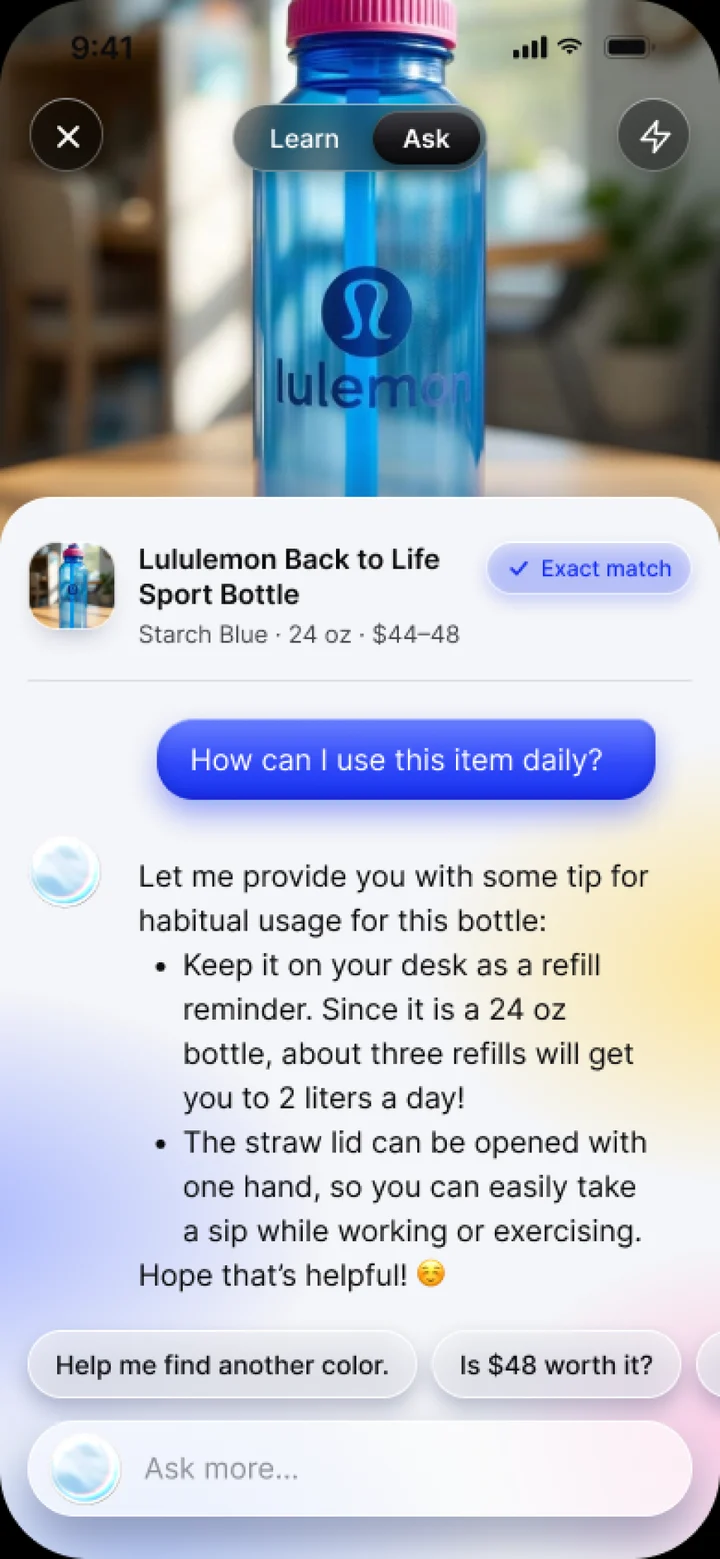 9:41
Learn
Ask
lulemon
Lululemon Back to Life
Sport Bottle
Exact match
Starch Blue · 24 oz · $44–48
How can I use this item daily?
Let me provide you with some tip for
habitual usage for this bottle:
• Keep it on your desk as a refill
reminder. Since it is a 24 oz
bottle, about three refills will get
you to 2 liters a day!
• The straw lid can be opened with
one hand, so you can easily take
a sip while working or exercising.
Hope that’s helpful! ☺️
Help me find another color.
Is $48 worth it?
Ask more...